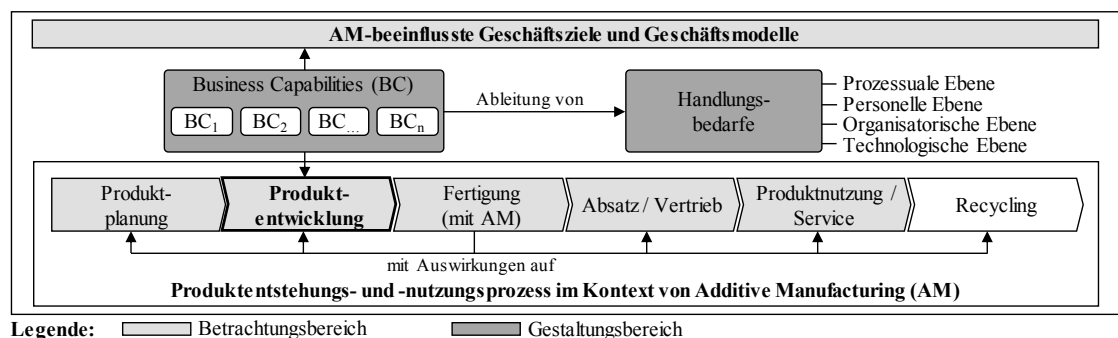 AM-beeinflusste Geschäftsziele und Geschäftsmodelle
Business Capabilities (BC)
BC1 BC2 BC... BCn
Ableitung von
Handlungs-
bedarfe
Prozessuale Ebene
Personelle Ebene
Organisatorische Ebene
Technologische Ebene
Produkt-
planung
Produkt-
entwicklung
Fertigung
(mit AM)
Absatz / Vertrieb
Produktnutzung /
Service
Recycling
mit Auswirkungen auf
Produktentstehungs- und -nutzungsprozess im Kontext von Additive Manufacturing (AM)
Legende: Betrachtungsbereich Gestaltungsbereich